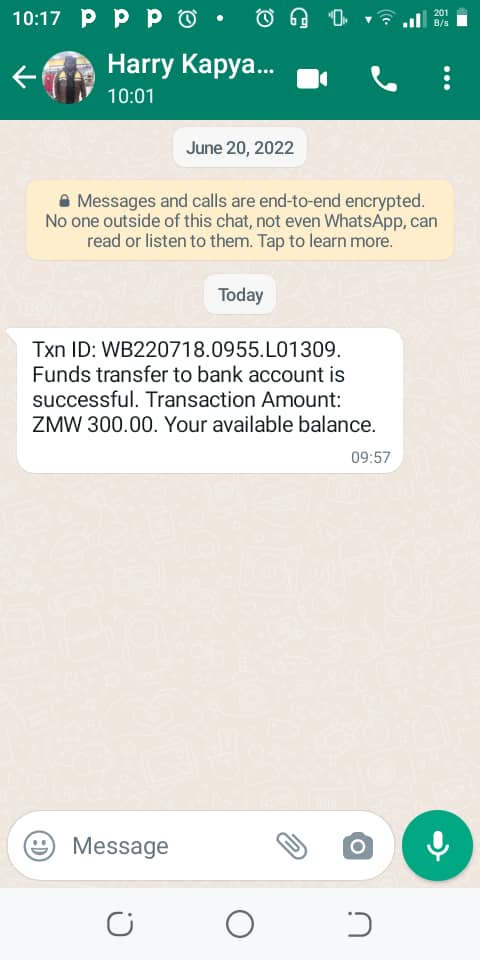 10:17 P P P 201 B/s
Harry Kapya...
10:01
June 20, 2022
Messages and calls are end-to-end encrypted.
No one outside of this chat, not even WhatsApp, can
read or listen to them. Tap to learn more.
Today
Txn ID: WB220718.0955.L01309.
Funds transfer to bank account is
successful. Transaction Amount:
ZMW 300.00. Your available balance.
09:57
Message